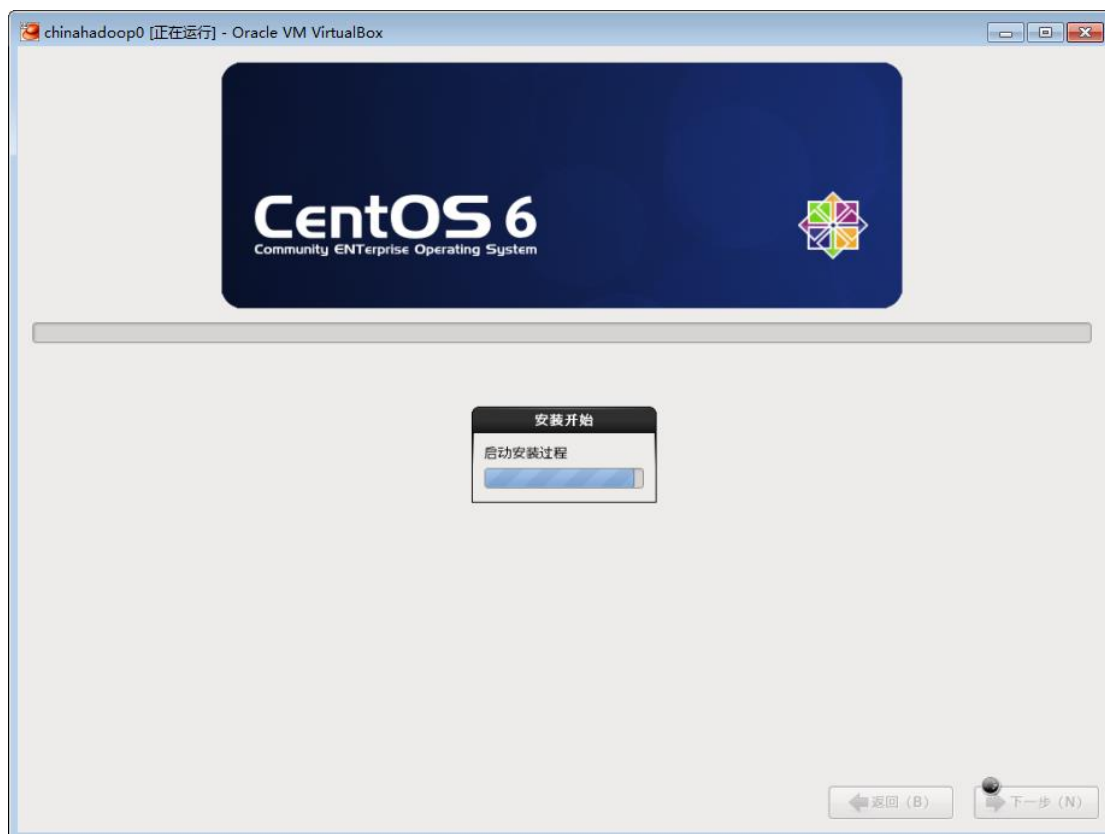 chinahadoop0 [正在运行] - Oracle VM VirtualBox
CentOS 6
Community ENTerprise Operating System
安装开始
启动安装过程
返回（B）
下一步（N）